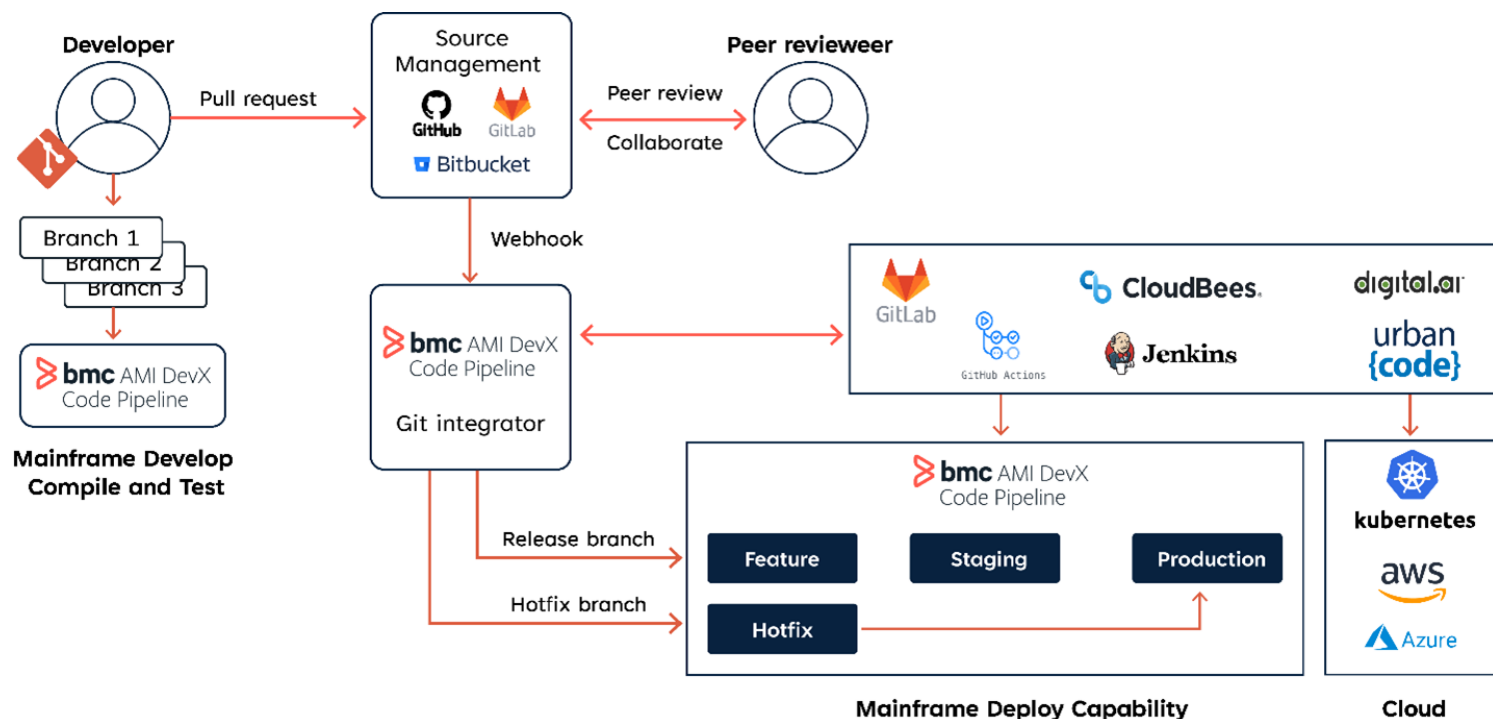 Developer
Pull request
Source
Management
GitHub
GitLab
Bitbucket
Peer review
Collaborate
Peer revieweer
Branch 1
Branch 2
Branch 3
bmc AMI DevX
Code Pipeline
Mainframe Develop
Compile and Test
Webhook
bmc AMI DevX
Code Pipeline
Git integrator
GitLab
GitHub Actions
CloudBees.
Jenkins
digital.ai
urban
{code}
Release branch
Hotfix branch
bmc AMI DevX
Code Pipeline
Feature
Staging
Production
Hotfix
Mainframe Deploy Capability
kubernetes
aws
Azure
Cloud